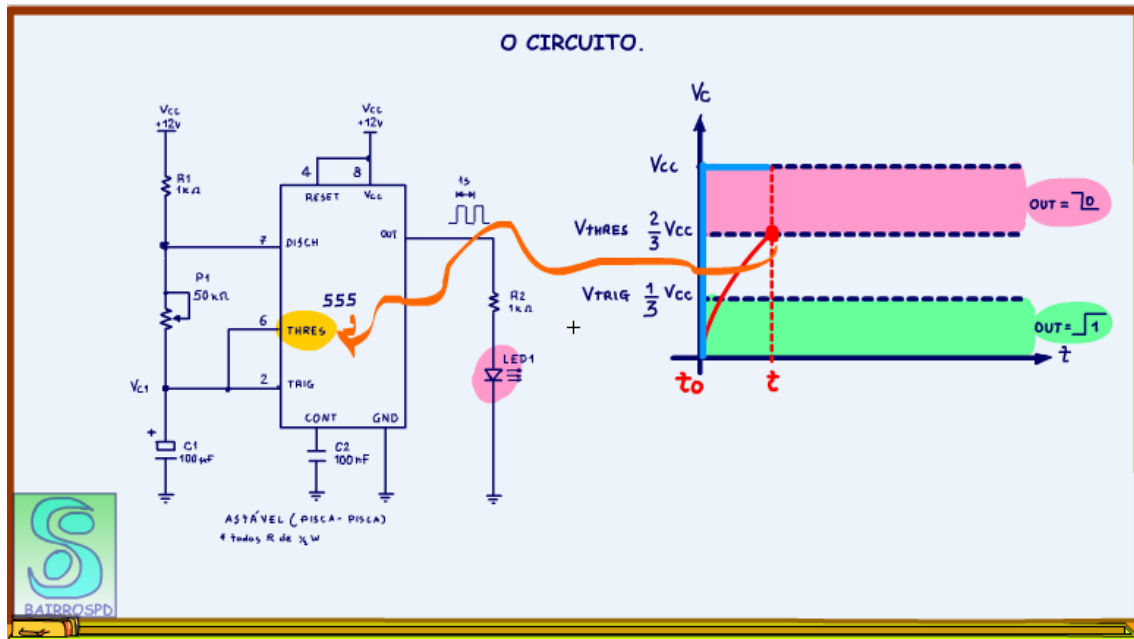 O CIRCUITO.
Vcc
+12v
R1
1kΩ
P1
50kΩ
VC1
+
C1
100µF
Vcc
+12v
4
8
RESET
Vcc
7
DISCH
OUT
555
6
THRES
2
TRIG
CONT
GND
C2
100nF
1s
R2
1kΩ
LED1
ASTÁVEL (PISCA-PISCA)
* todos R de ½ W
Vc
Vcc
VTHRES 2/3 Vcc
VTRIG 1/3 Vcc
OUT = 0
OUT = 1
t
to
t
BAIRROSPD